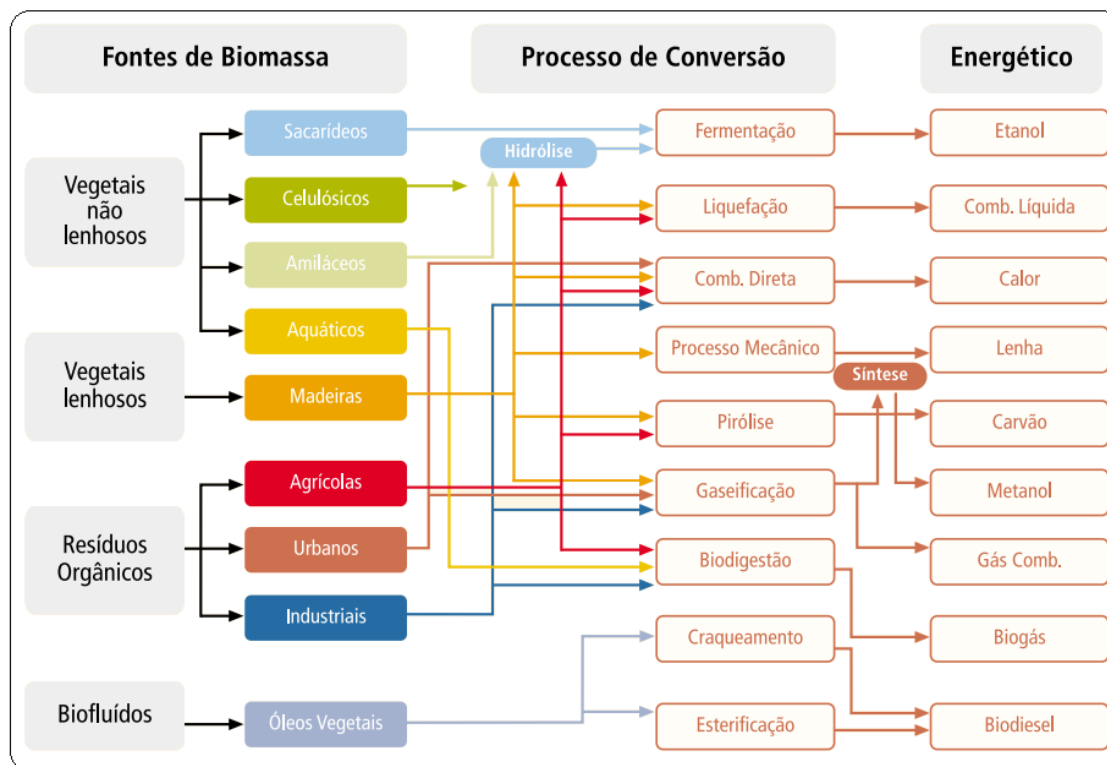 Fontes de Biomassa
Processo de Conversão
Energético
Vegetais
não
lenhosos
Vegetais
lenhosos
Resíduos
Orgânicos
Biofluídos
Sacarídeos
Celulósicos
Amiláceos
Aquáticos
Madeiras
Agrícolas
Urbanos
Industriais
Óleos Vegetais
Hidrólise
Fermentação
Liquefação
Comb. Direta
Processo Mecânico
Pirólise
Gaseificação
Biodigestão
Craqueamento
Esterificação
Síntese
Etanol
Comb. Líquida
Calor
Lenha
Carvão
Metanol
Gás Comb.
Biogás
Biodiesel